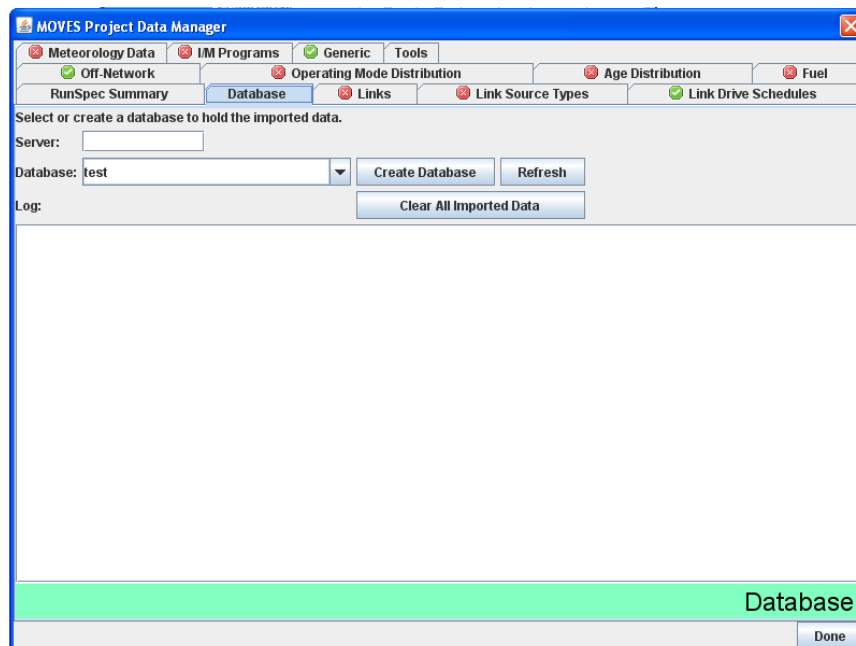 MOVES Project Data Manager
Meteorology Data I/M Programs Generic Tools
Off-Network Operating Mode Distribution Age Distribution Fuel
RunSpec Summary Database Links Link Source Types Link Drive Schedules
Select or create a database to hold the imported data.
Server:
Database: test Create Database Refresh
Log: Clear All Imported Data
Database
Done